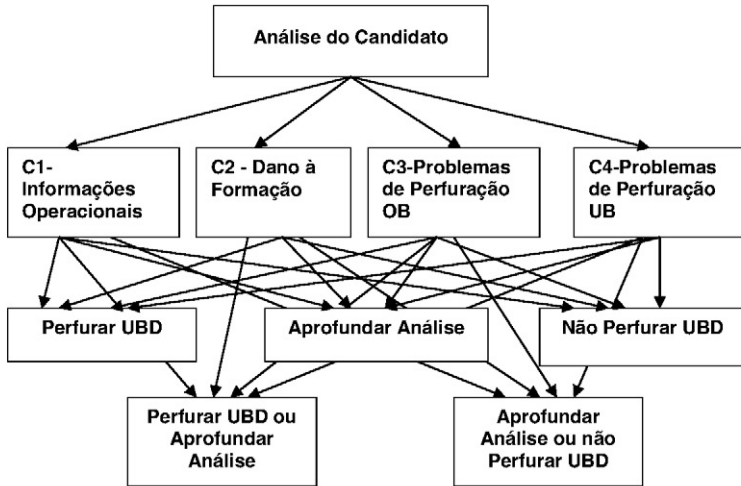 Análise do Candidato
C1-
Informações
Operacionais
C2 - Dano à
Formação
C3-Problemas
de Perfuração
OB
C4-Problemas
de Perfuração
UB
Perfurar UBD
Aprofundar Análise
Não Perfurar UBD
Perfurar UBD ou
Aprofundar
Análise
Aprofundar
Análise ou não
Perfurar UBD